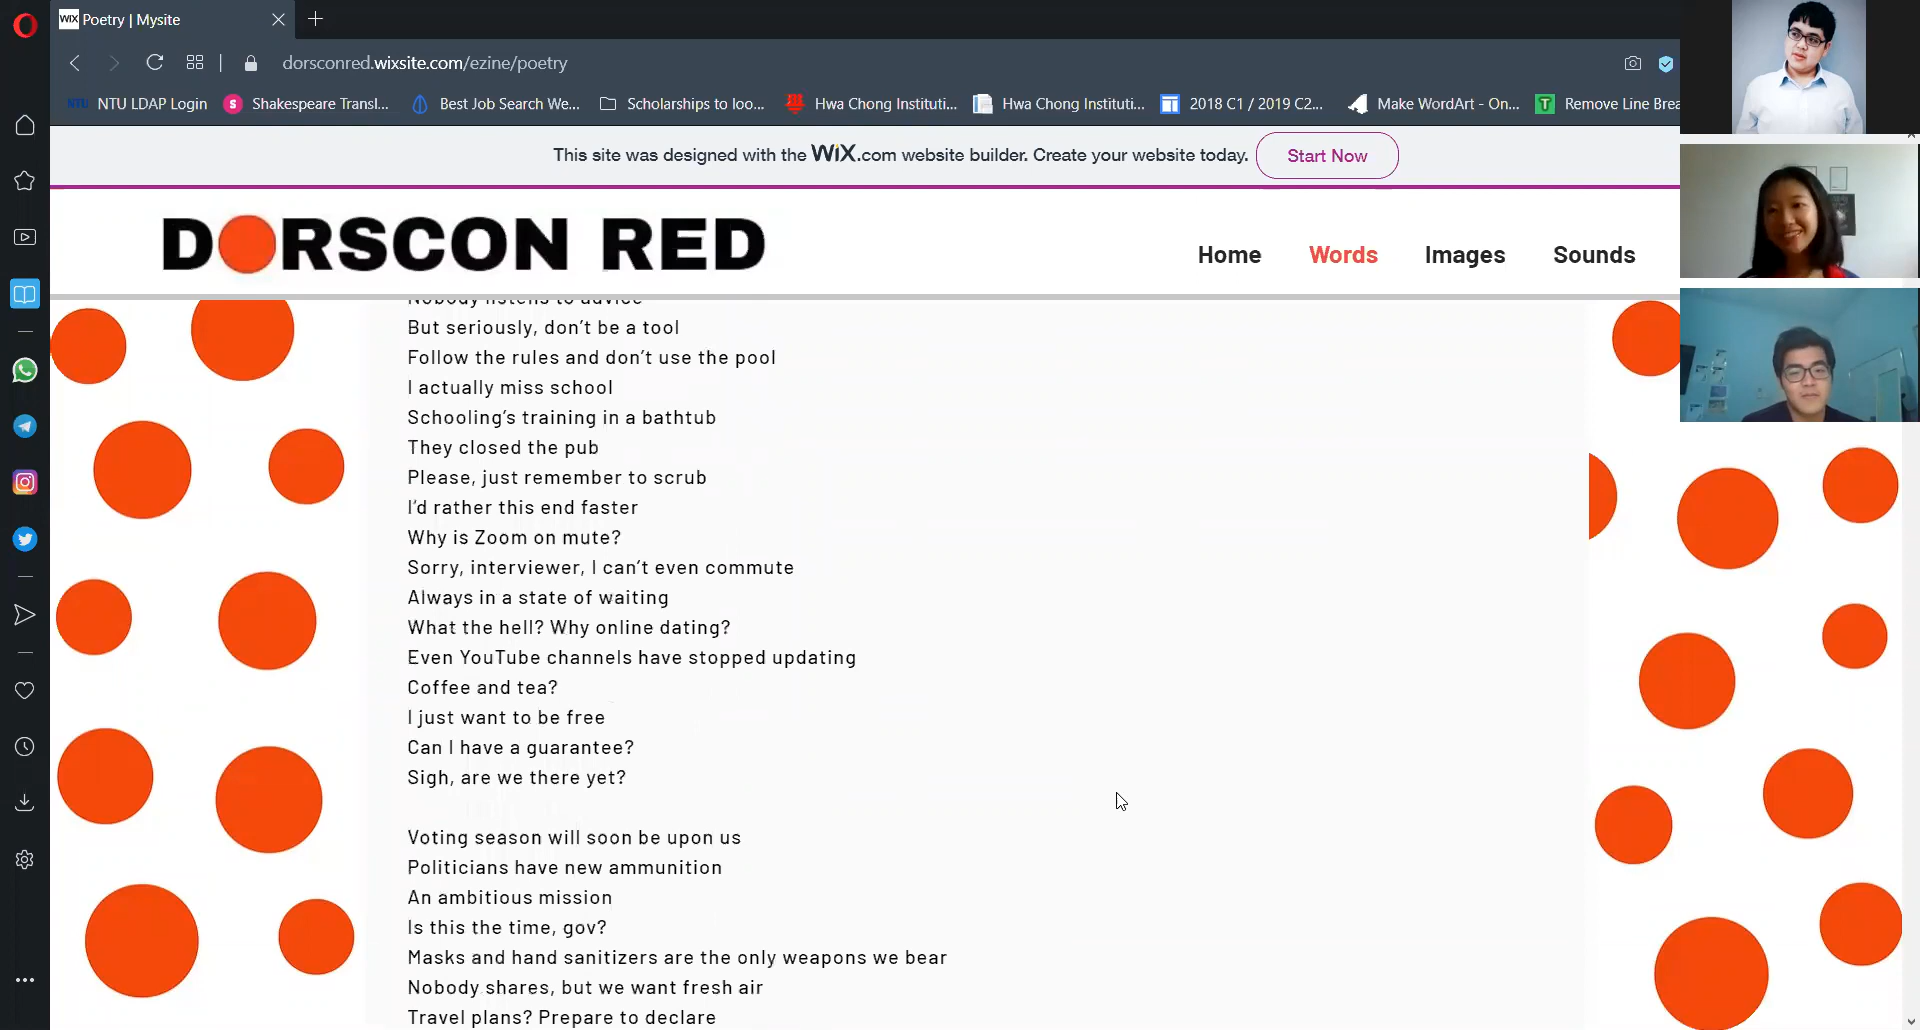 WiX Poetry | Mysite
dorsconred.wixsite.com/ezine/poetry
NTU LDAP Login
Shakespeare Transl...
Best Job Search We...
Scholarships to loo...
Hwa Chong Instituti...
Hwa Chong Instituti...
2018 C1 / 2019 C2...
Make WordArt - On...
Remove Line Brea
This site was designed with the WiX.com website builder. Create your website today.
Start Now
DORSCON RED
Home
Words
Images
Sounds
Nobody listens to advice
But seriously, don't be a tool
Follow the rules and don't use the pool
I actually miss school
Schooling's training in a bathtub
They closed the pub
Please, just remember to scrub
I'd rather this end faster
Why is Zoom on mute?
Sorry, interviewer, I can't even commute
Always in a state of waiting
What the hell? Why online dating?
Even YouTube channels have stopped updating
Coffee and tea?
I just want to be free
Can I have a guarantee?
Sigh, are we there yet?
Voting season will soon be upon us
Politicians have new ammunition
An ambitious mission
Is this the time, gov?
Masks and hand sanitizers are the only weapons we bear
Nobody shares, but we want fresh air
Travel plans? Prepare to declare